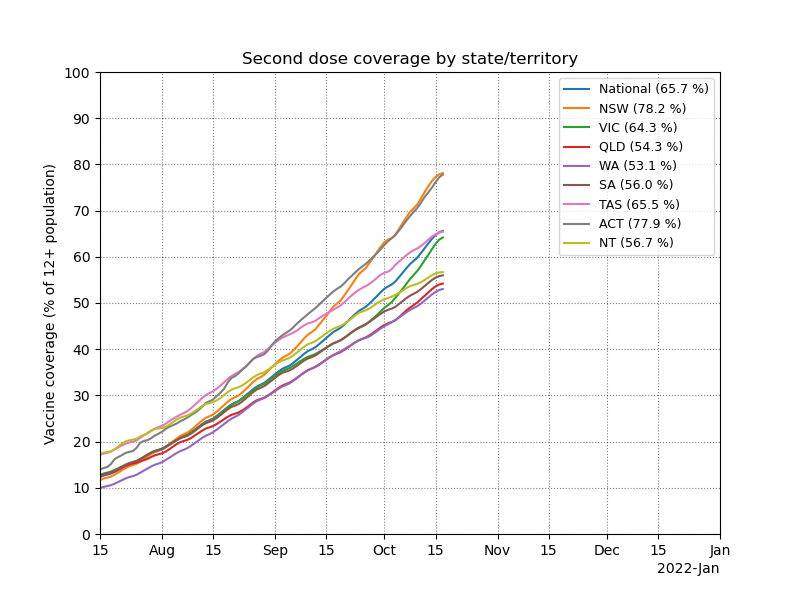 Second dose coverage by state/territory
Vaccine coverage (% of 12+ population)
100
90
80
70
60
50
40
30
20
10
0
National (65.7 %)
NSW (78.2 %)
VIC (64.3 %)
QLD (54.3 %)
WA (53.1 %)
SA (56.0 %)
TAS (65.5 %)
ACT (77.9 %)
NT (56.7 %)
15 Aug 15 Sep 15 Oct 15 Nov 15 Dec 15 Jan
2022-Jan